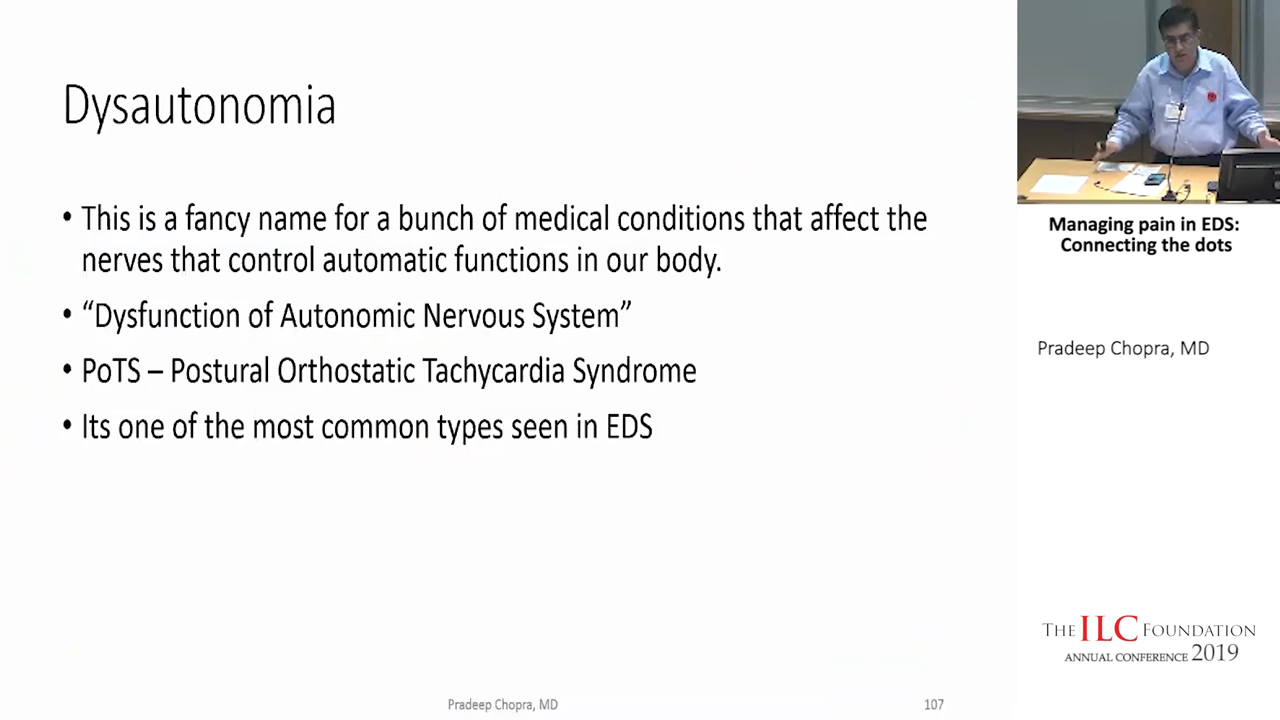 Dysautonomia
• This is a fancy name for a bunch of medical conditions that affect the
nerves that control automatic functions in our body.
• “Dysfunction of Autonomic Nervous System”
• PoTS – Postural Orthostatic Tachycardia Syndrome
• Its one of the most common types seen in EDS
Pradeep Chopra, MD
107
Managing pain in EDS:
Connecting the dots
Pradeep Chopra, MD
THE ILC FOUNDATION
ANNUAL CONFERENCE 2019